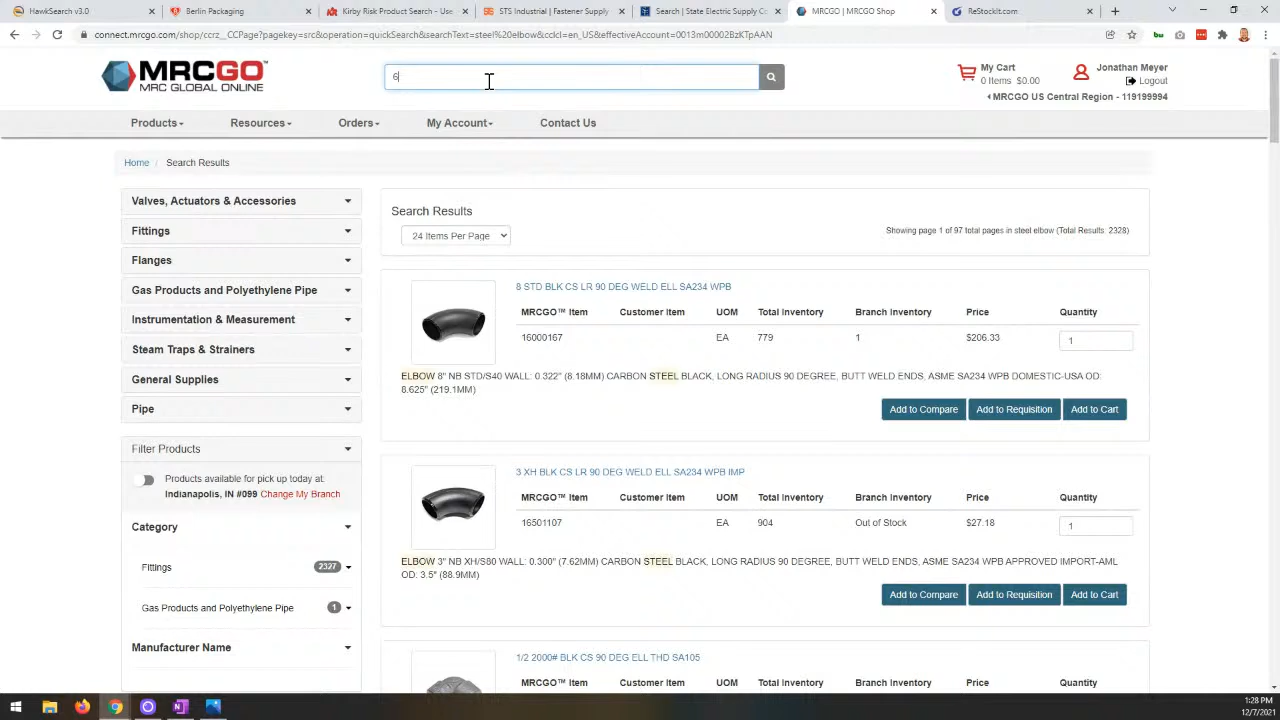 HawkSearch v3.0
Berlin Packaging
Kirby Risk Product Search - Use
STS Industrial | Fastener Supply
Search | State Electric Supply Co
MRCGO | MRCGO Shop
ReStockIt.com
connect.mrcgo.com/shop/ccrz__CCPage?pagekey=src&operation=quickSearch&searchText=steel%20elbow&cclcl=en_US&effectiveAccount=0013m00002BzKTpAAN
MRCGO™
MRC GLOBAL ONLINE
6
My Cart
0 Items $0.00
Jonathan Meyer
Logout
MRCGO US Central Region - 119199994
Products
Resources
Orders
My Account
Contact Us
Home / Search Results
Valves, Actuators & Accessories
Fittings
Flanges
Gas Products and Polyethylene Pipe
Instrumentation & Measurement
Steam Traps & Strainers
General Supplies
Pipe
Filter Products
Products available for pick up today at:
Indianapolis, IN #099 Change My Branch
Category
Fittings 2327
Gas Products and Polyethylene Pipe 1
Manufacturer Name
Search Results
24 Items Per Page
Showing page 1 of 97 total pages in steel elbow (Total Results: 2328)
8 STD BLK CS LR 90 DEG WELD ELL SA234 WPB
MRCGO™ Item Customer Item UOM Total Inventory Branch Inventory Price Quantity
16000167 EA 779 1 $206.33 1
ELBOW 8" NB STD/S40 WALL: 0.322" (8.18MM) CARBON STEEL BLACK, LONG RADIUS 90 DEGREE, BUTT WELD ENDS, ASME SA234 WPB DOMESTIC-USA OD:
8.625" (219.1MM)
Add to Compare Add to Requisition Add to Cart
3 XH BLK CS LR 90 DEG WELD ELL SA234 WPB IMP
MRCGO™ Item Customer Item UOM Total Inventory Branch Inventory Price Quantity
16501107 EA 904 Out of Stock $27.18 1
ELBOW 3" NB XH/S80 WALL: 0.300" (7.62MM) CARBON STEEL BLACK, LONG RADIUS 90 DEGREE, BUTT WELD ENDS, ASME SA234 WPB APPROVED IMPORT-AML
OD: 3.5" (88.9MM)
Add to Compare Add to Requisition Add to Cart
1/2 2000# BLK CS 90 DEG ELL THD SA105
MRCGO™ Item Customer Item UOM Total Inventory Branch Inventory Price Quantity
1:28 PM
12/7/2021